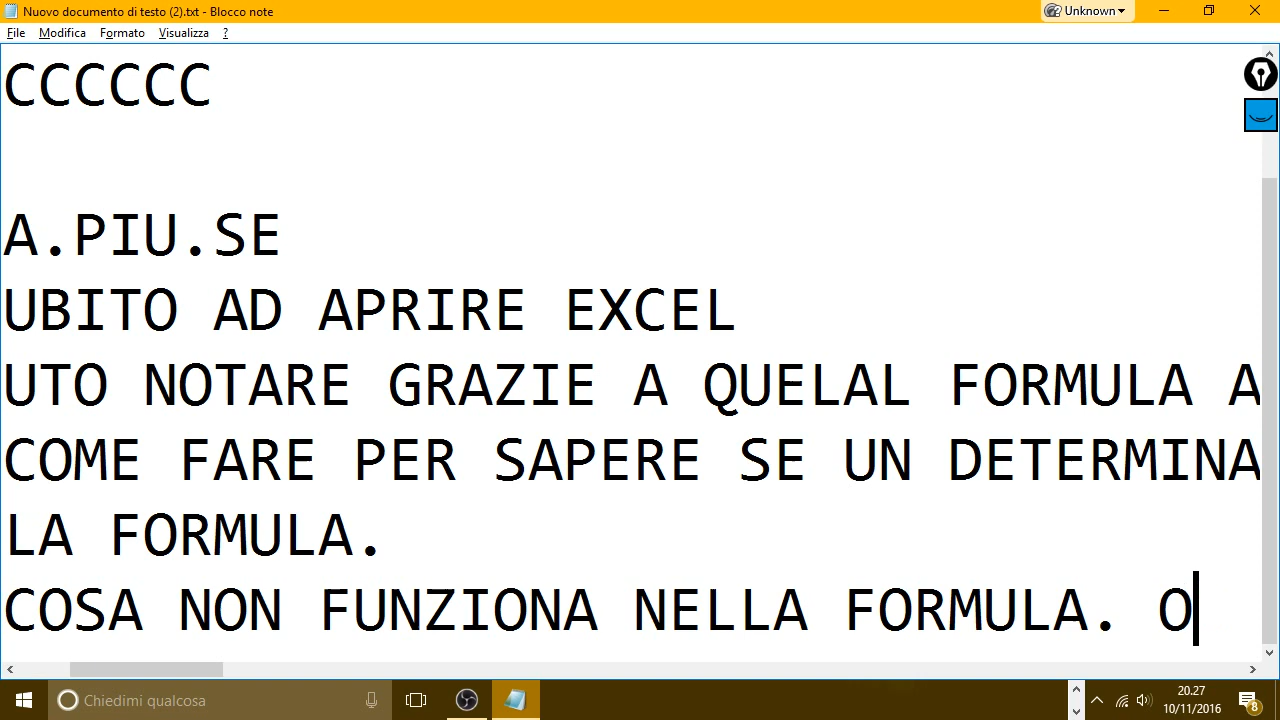 Nuovo documento di testo (2).txt - Blocco note
Unknown
File Modifica Formato Visualizza ?
CCCCCC
A.PIU.SE
UBITO AD APRIRE EXCEL
UTO NOTARE GRAZIE A QUELAL FORMULA A
COME FARE PER SAPERE SE UN DETERMINA
LA FORMULA.
COSA NON FUNZIONA NELLA FORMULA. O
Chiedimi qualcosa
20.27
10/11/2016
8